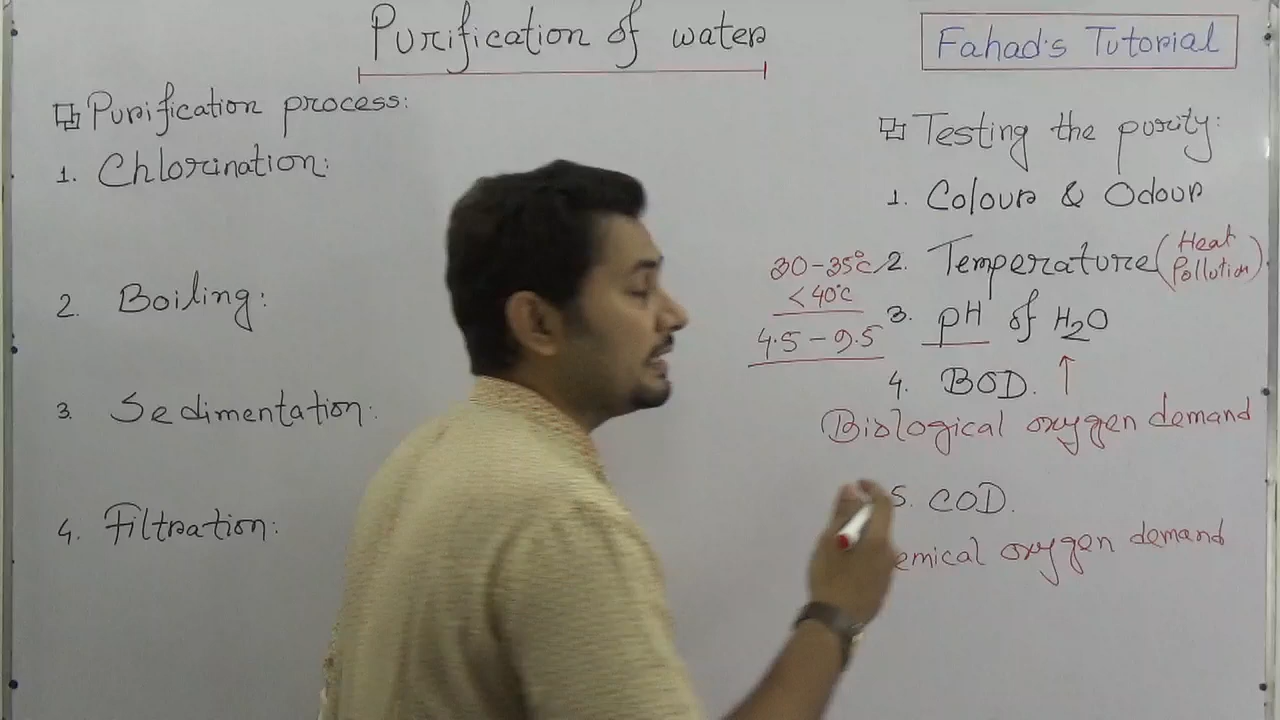 Purification of water
Fahad's Tutorial
Purification process:
1. Chlorination:
2. Boiling:
3. Sedimentation:
4. Filtration:
Testing the purity:
1. Colour & Odour
2. Temperature (Heat Pollution)
30-35°C
<40°C
3. pH of H₂O
4.5 - 9.5
4. BOD. ↑
Biological oxygen demand
5. COD.
emical oxygen demand